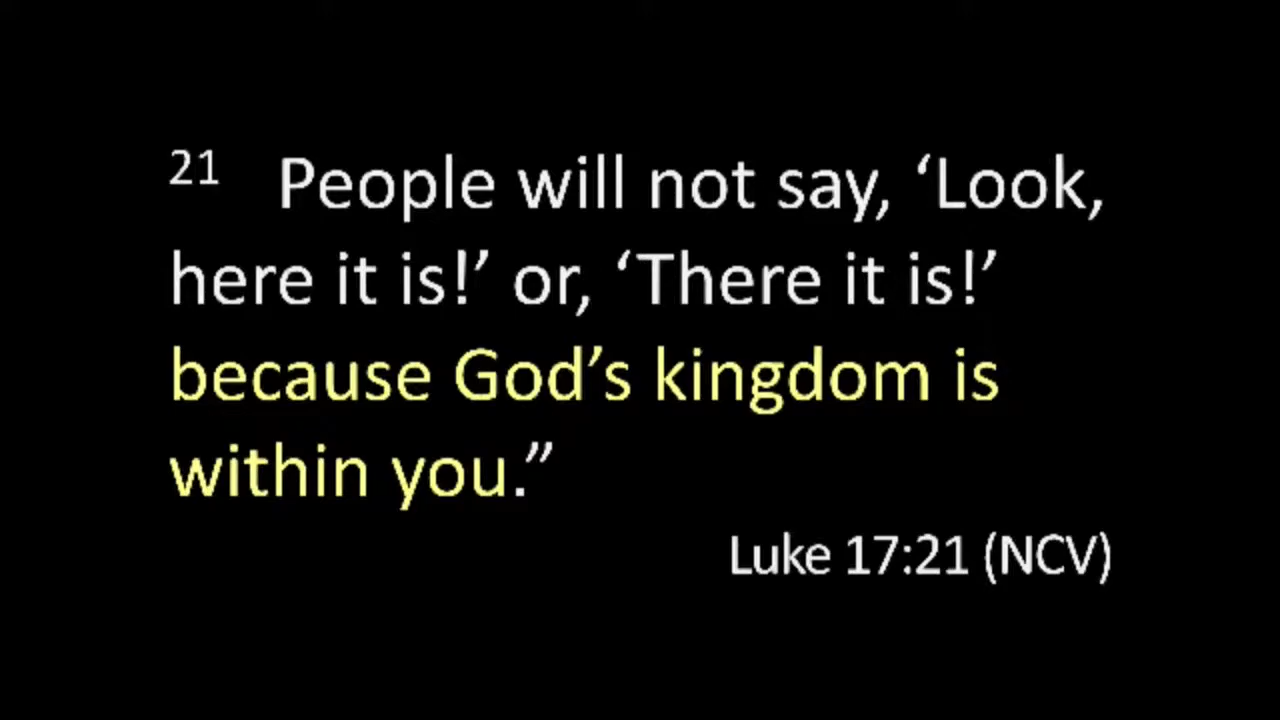 21 People will not say, ‘Look,
here it is!’ or, ‘There it is!’
because God’s kingdom is
within you.”
Luke 17:21 (NCV)